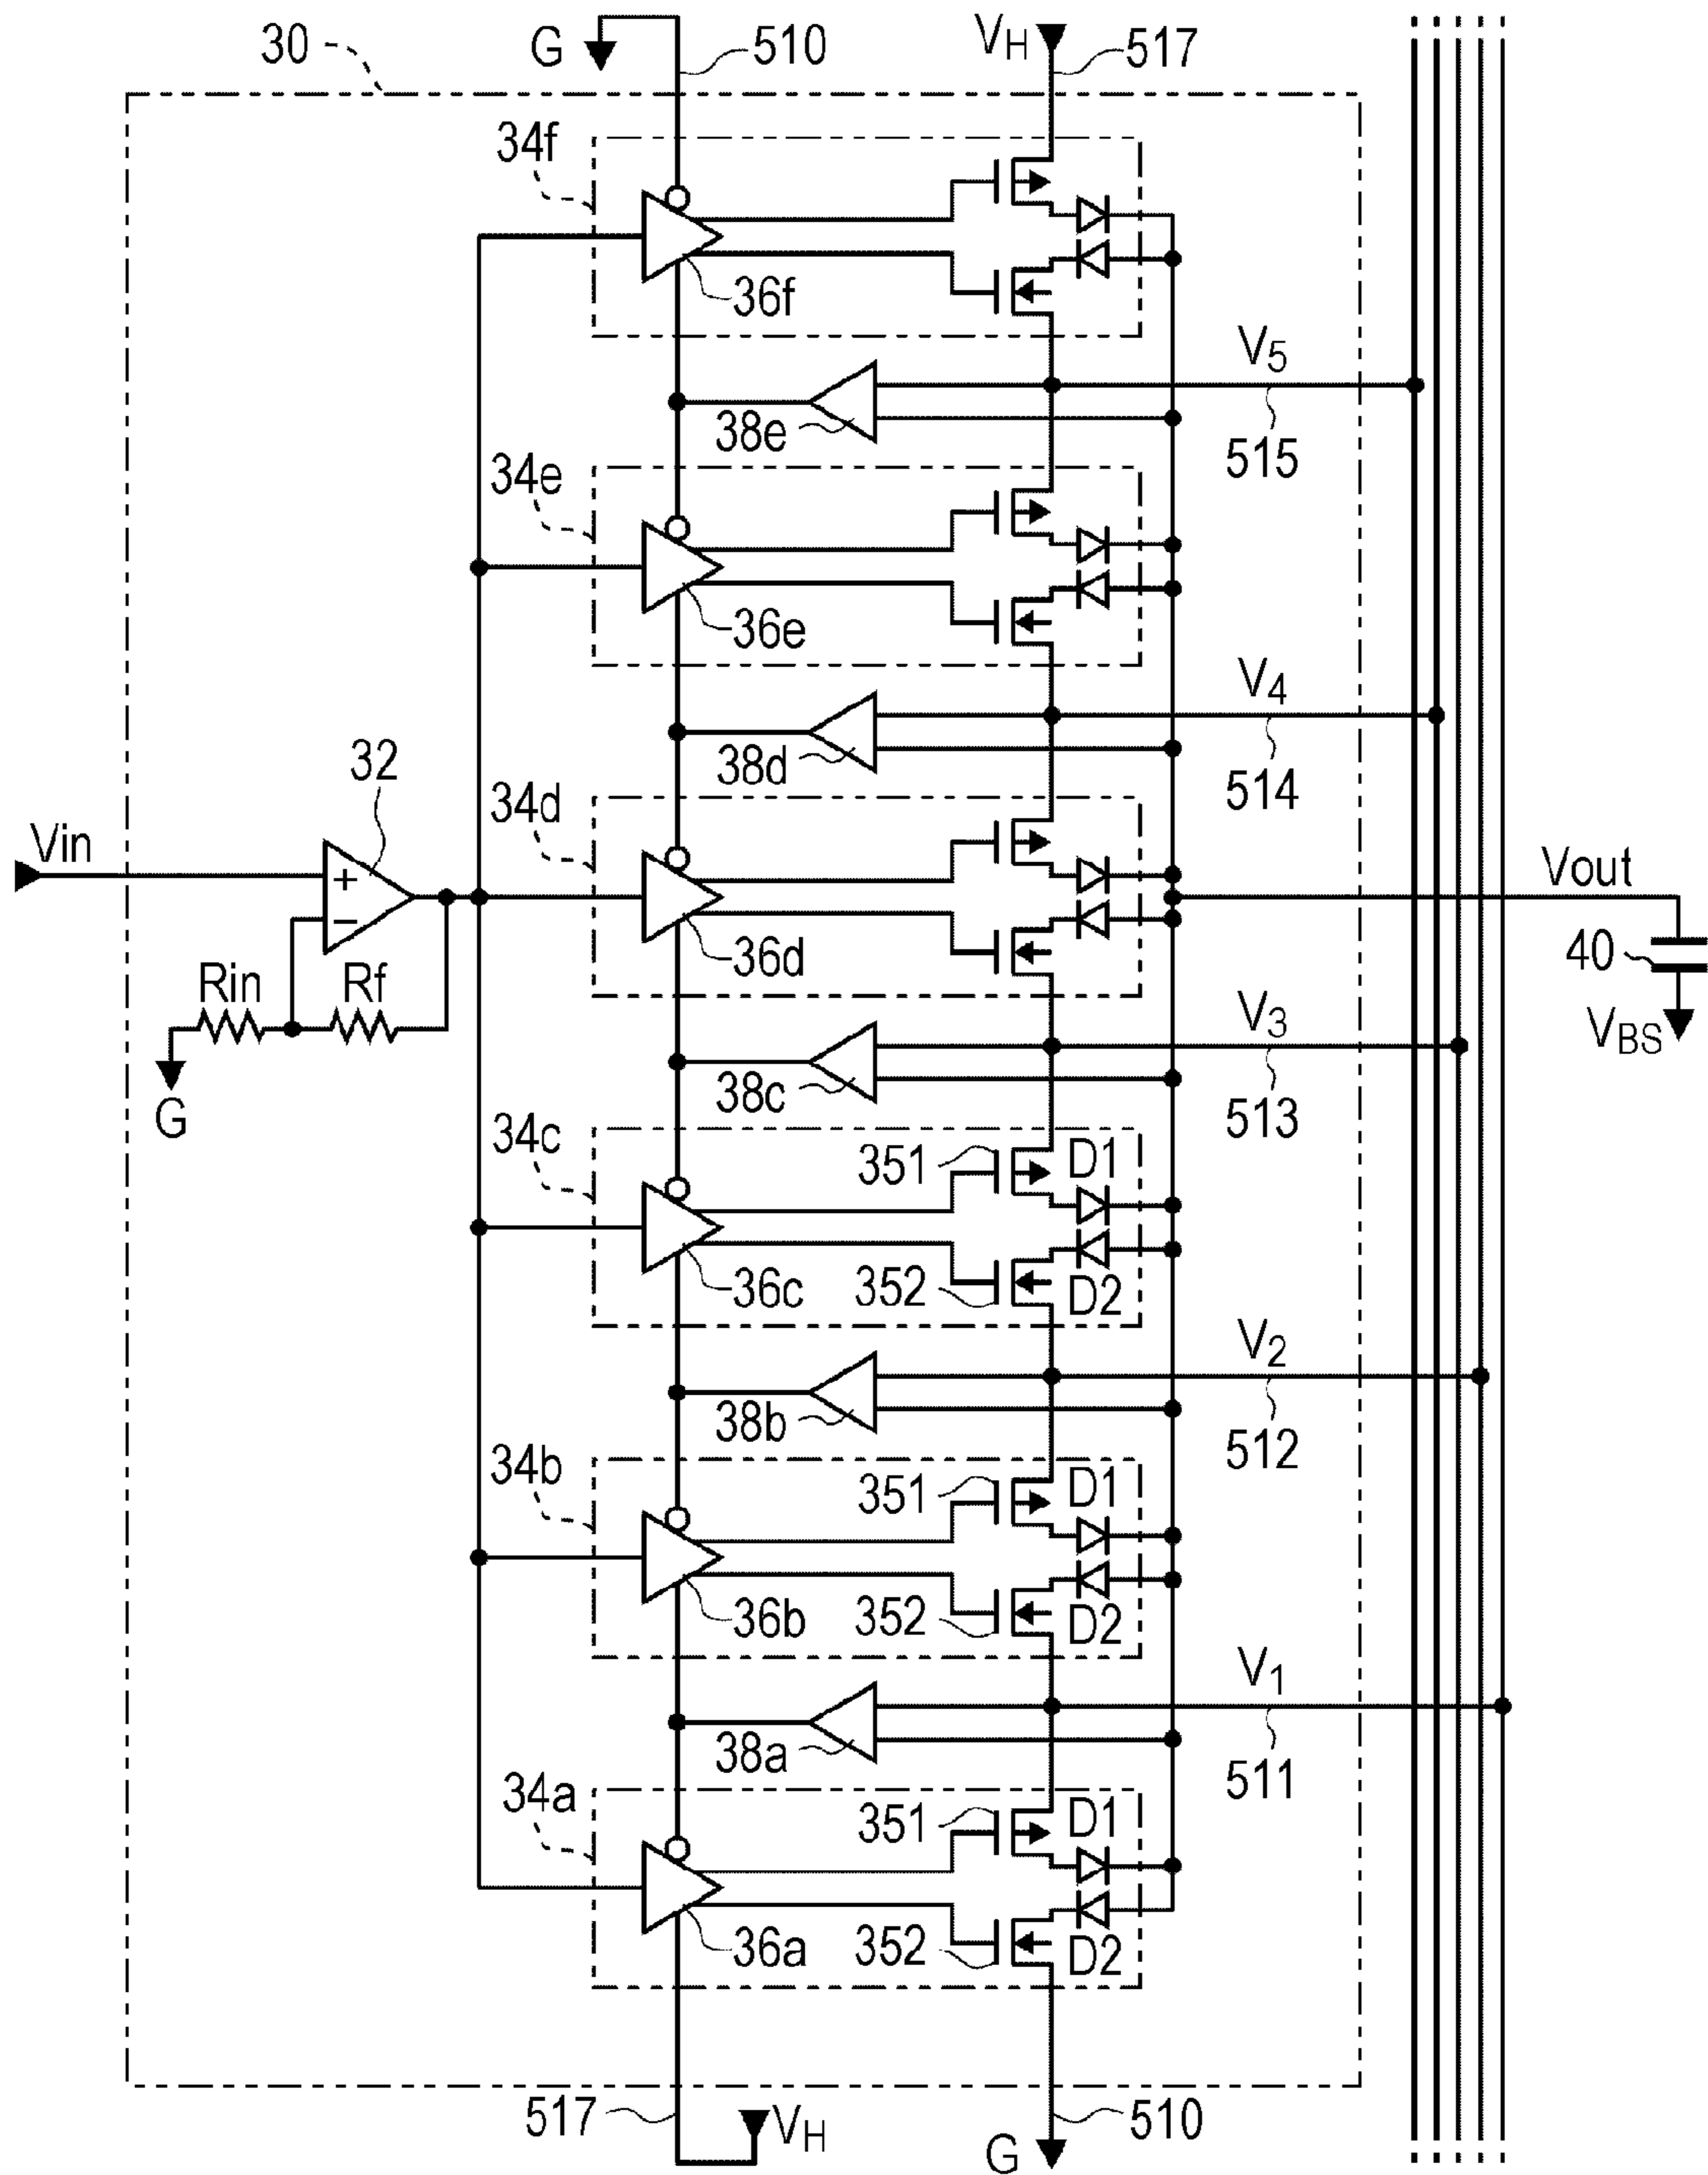 30
G
510
VH
517
34f
36f
V5
38e
515
34e
36e
V4
38d
514
32
34d
Vin
+
−
Vout
36d
40
Rin
Rf
V3
VBS
38c
513
G
34c
351
D1
36c
352
D2
V2
38b
512
34b
351
D1
36b
352
D2
V1
38a
511
34a
351
D1
36a
352
D2
517
VH
G
510